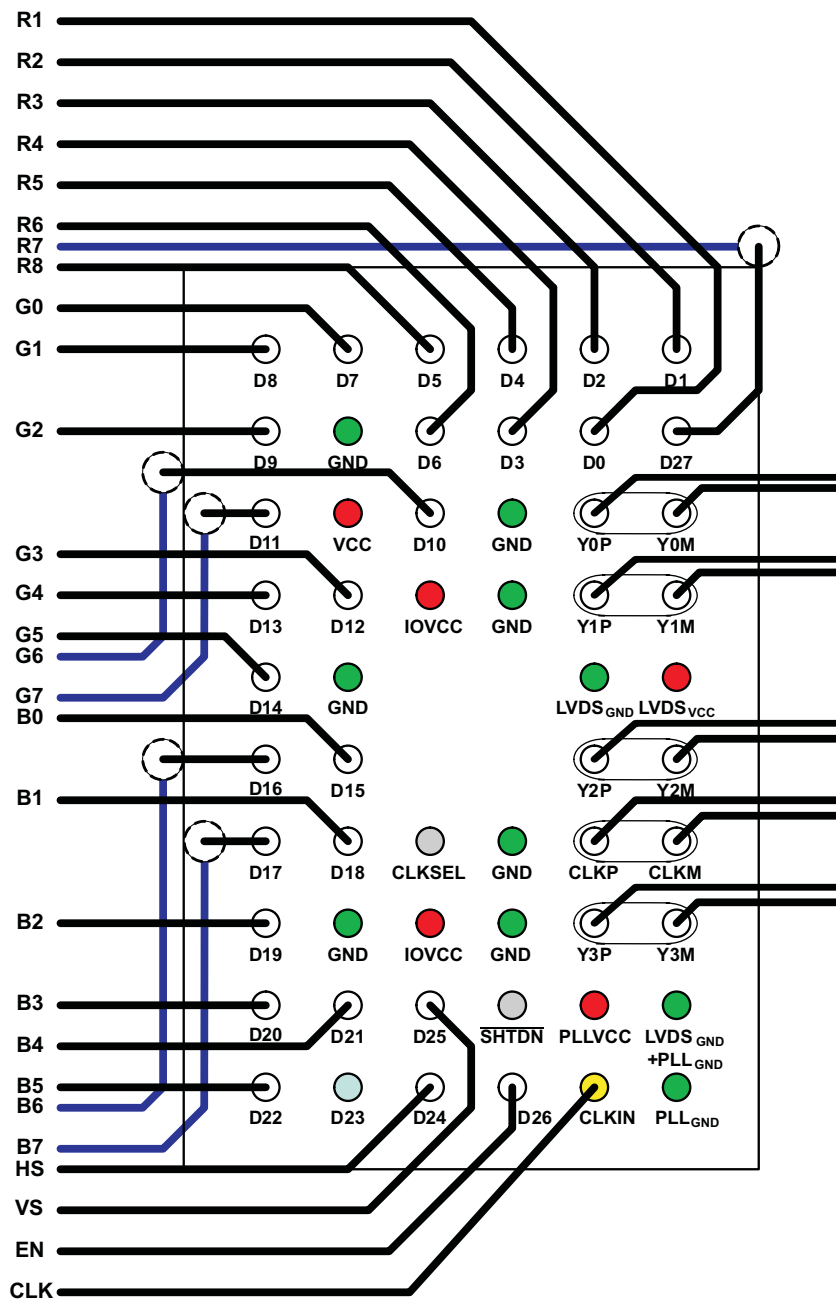 R1
R2
R3
R4
R5
R6
R7
R8
G0
G1
D8 D7 D5 D4 D2 D1
G2
D9 GND D6 D3 D0 D27
D11 VCC D10 GND Y0P Y0M
G3
G4
D13 D12 IOVCC GND Y1P Y1M
G5
G6
G7
D14 GND LVDSGND LVDSVCC
B0
D16 D15 Y2P Y2M
B1
D17 D18 CLKSEL GND CLKP CLKM
B2
D19 GND IOVCC GND Y3P Y3M
B3
D20 D21 D25 SHTDN PLLVCC LVDSGND
+PLLGND
B4
B5
B6
D22 D23 D24 D26 CLKIN PLLGND
B7
HS
VS
EN
CLK